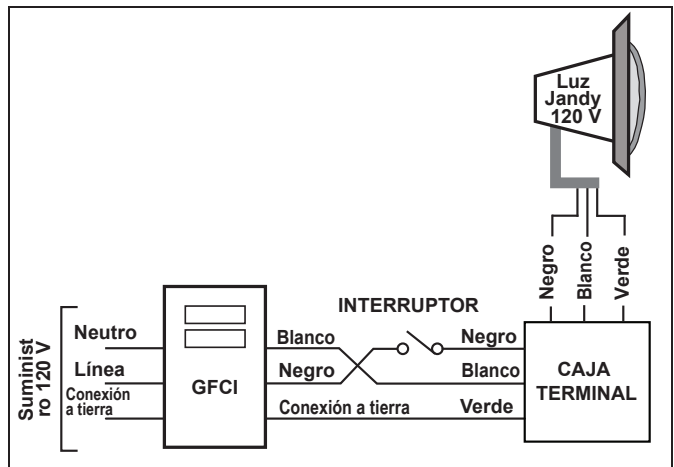 Luz
Jandy
120 V
Negro
Blanco
Verde
Suminist
ro 120 V
Neutro
Línea
Conexión
a tierra
GFCI
INTERRUPTOR
Blanco
Negro
Negro
Blanco
Conexión a tierra
Verde
CAJA
TERMINAL